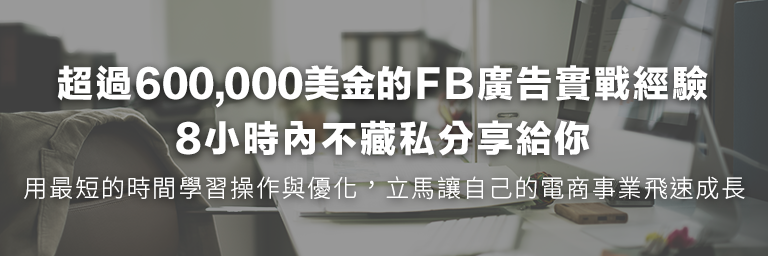 超過600,000美金的FB廣告實戰經驗
8小時內不藏私分享給你
用最短的時間學習操作與優化，立馬讓自己的電商事業飛速成長